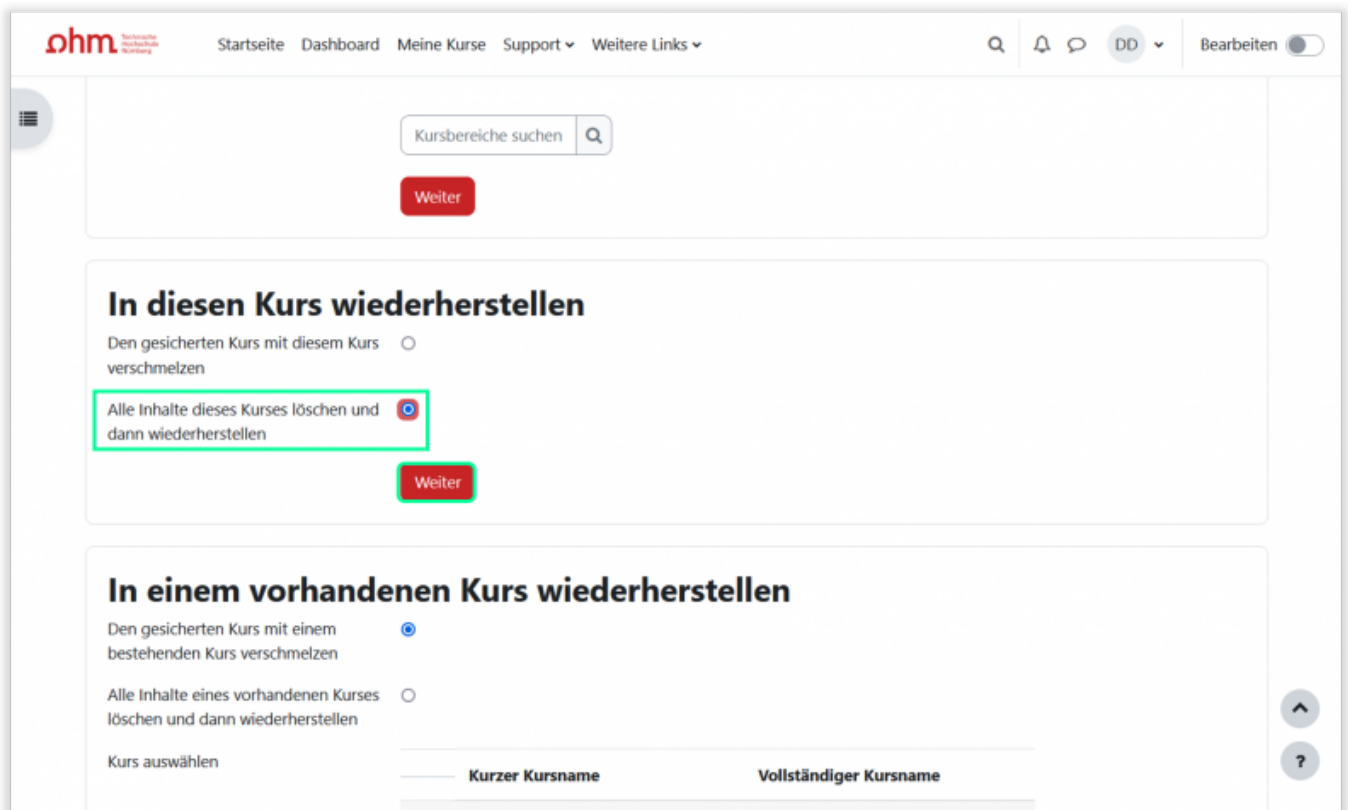 ohm Technische Hochschule Nürnberg
Startseite Dashboard Meine Kurse Support Weitere Links DD Bearbeiten
Kursbereiche suchen
Weiter
In diesen Kurs wiederherstellen
Den gesicherten Kurs mit diesem Kurs
verschmelzen
Alle Inhalte dieses Kurses löschen und
dann wiederherstellen
Weiter
In einem vorhandenen Kurs wiederherstellen
Den gesicherten Kurs mit einem
bestehenden Kurs verschmelzen
Alle Inhalte eines vorhandenen Kurses
löschen und dann wiederherstellen
Kurs auswählen
Kurzer Kursname Vollständiger Kursname
?